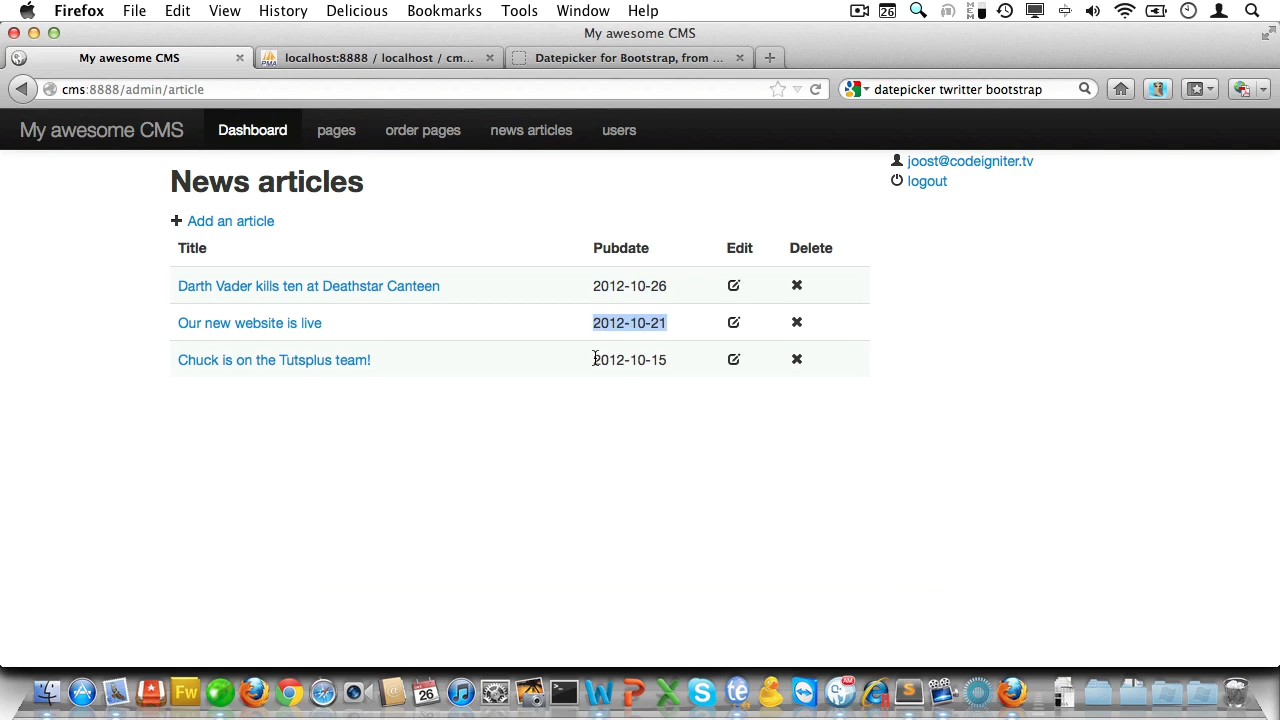 Firefox File Edit View History Delicious Bookmarks Tools Window Help
26
My awesome CMS
My awesome CMS
localhost:8888 / localhost / cm...
Datepicker for Bootstrap, from ...
cms:8888/admin/article
datepicker twritter bootstrap
My awesome CMS Dashboard pages order pages news articles users
joost@codeigniter.tv
logout
News articles
Add an article
Title Pubdate Edit Delete
Darth Vader kills ten at Deathstar Canteen 2012-10-26
Our new website is live 2012-10-21
Chuck is on the Tutsplus team! 2012-10-15
Fw
26